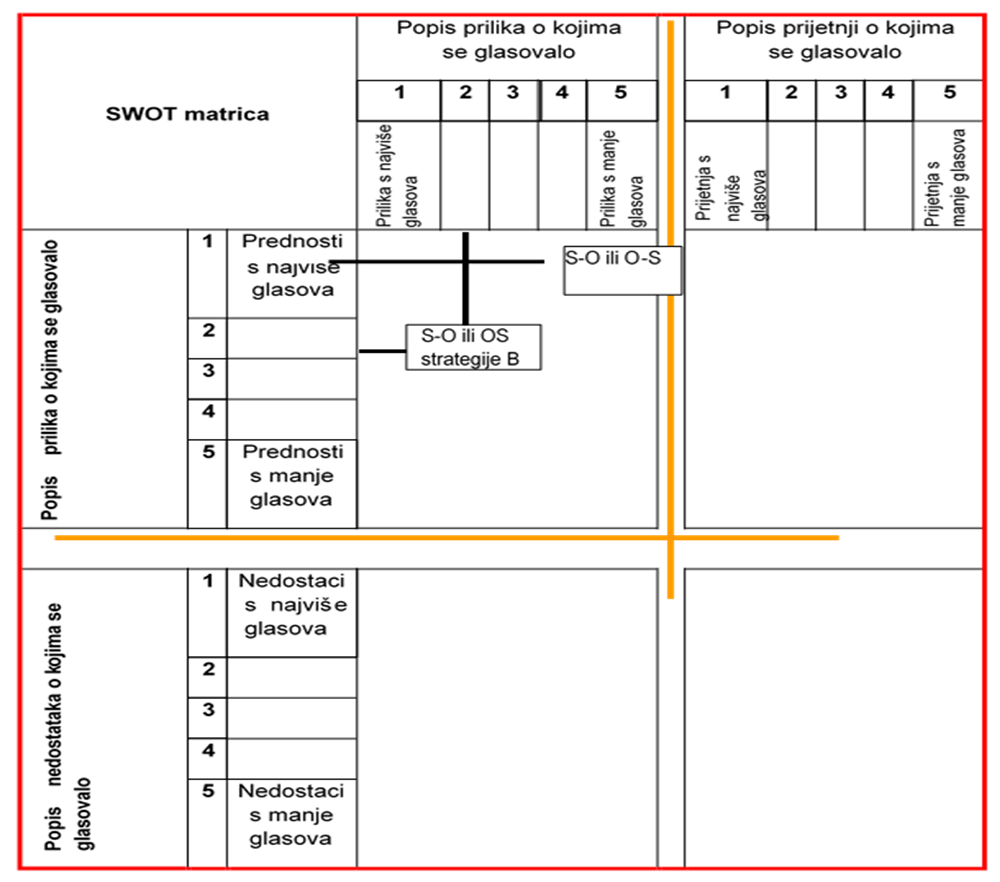 Popis prilika o kojima
se glasovalo
Popis prijetnji o kojima
se glasovalo
SWOT matrica
1 2 3 4 5
1 2 3 4 5
Prilika s najviše
glasova
Prilika s manje
glasova
Prijetnja s
najviše
glasova
Prijetnja s
manje glasova
Popis prilika o kojima se glasovalo
1
Prednosti
s najviše
glasova
2
3
4
5
Prednosti
s manje
glasova
S-O ili O-S
S-O ili OS
strategije B
Popis nedostataka o kojima se
glasovalo
1
Nedostaci
s najviše
glasova
2
3
4
5
Nedostaci
s manje
glasova